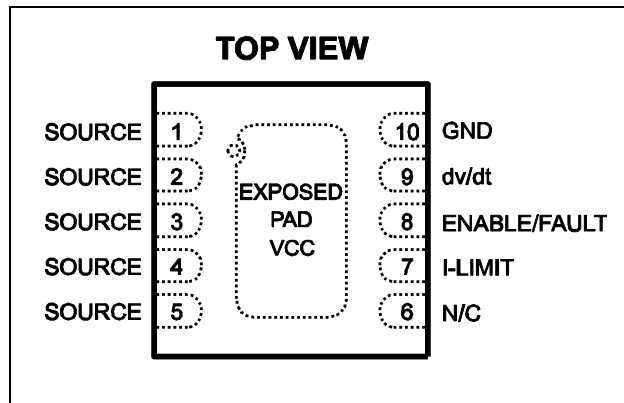 TOP VIEW
SOURCE 1
SOURCE 2
SOURCE 3
SOURCE 4
SOURCE 5
EXPOSED
PAD
VCC
10 GND
9 dv/dt
8 ENABLE/FAULT
7 I-LIMIT
6 N/C